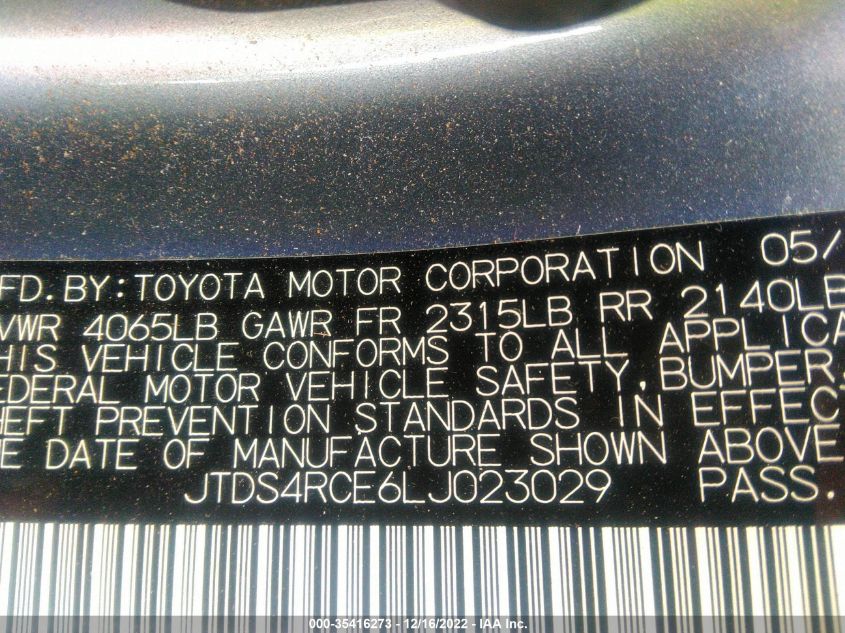 FD. BY: TOYOTA MOTOR CORPORATION 05/
VWR 4065LB GAWR FR 2315LB RR 2140LB
HIS VEHICLE CONFORMS TO ALL APPLICA
EDERAL MOTOR VEHICLE SAFETY, BUMPER,
HEFT PREVENTION STANDARDS IN EFFECT
E DATE OF MANUFACTURE SHOWN ABOVE
JTDS4RCE6LJ023029 PASS.
000-35416273 - 12/16/2022 - IAA Inc.